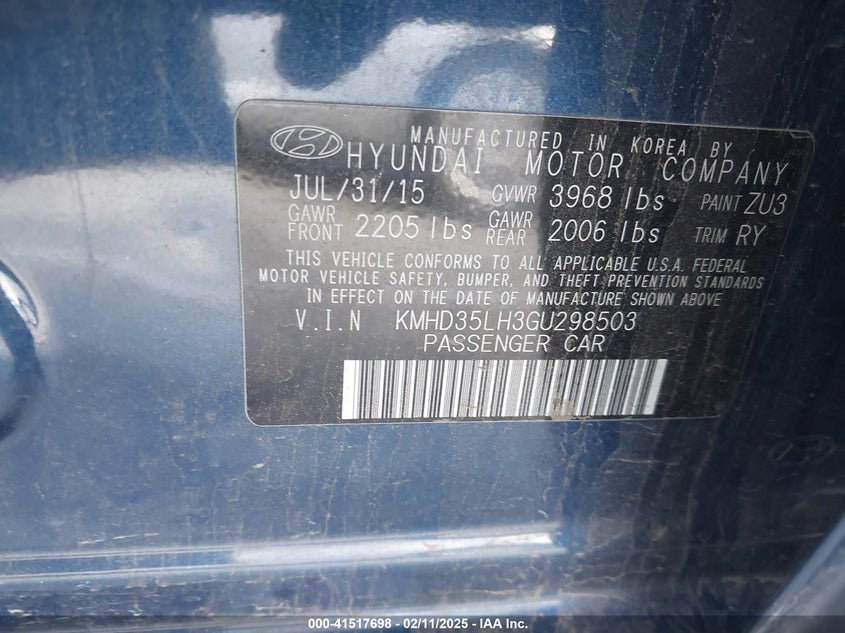 MANUFACTURED IN KOREA BY
HYUNDAI MOTOR COMPANY
JUL/31/15 GVWR 3968 lbs PAINT ZU3
GAWR FRONT 2205 lbs GAWR REAR 2006 lbs TRIM RY
THIS VEHICLE CONFORMS TO ALL APPLICABLE U.S.A. FEDERAL
MOTOR VEHICLE SAFETY, BUMPER, AND THEFT PREVENTION STANDARDS
IN EFFECT ON THE DATE OF MANUFACTURE SHOWN ABOVE
V.I.N KMHD35LH3GU298503
PASSENGER CAR
000-41517698 - 02/11/2025 - IAA Inc.